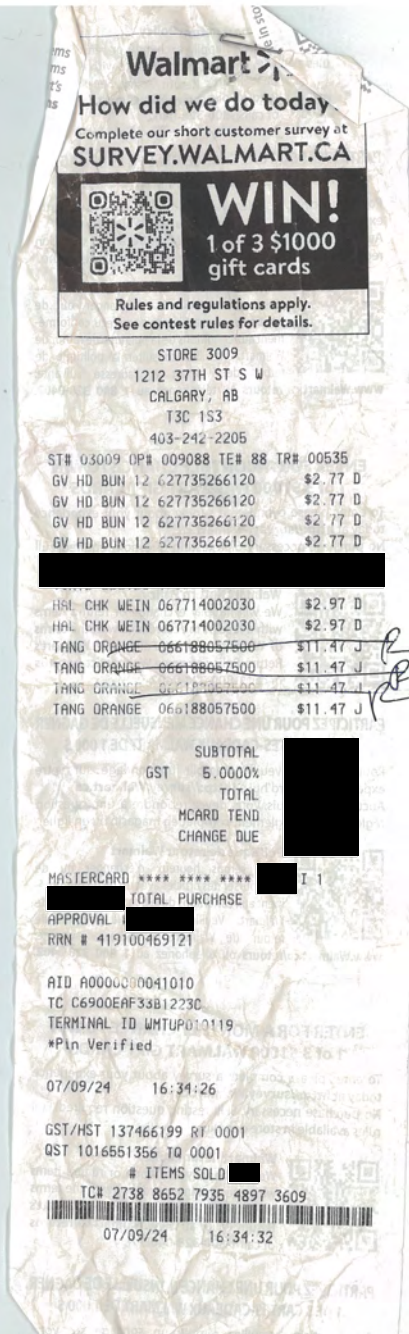 Walmart
How did we do today
Complete our short customer survey at
SURVEY.WALMART.CA
WIN!
1 of 3 $1000
gift cards
Rules and regulations apply.
See contest rules for details.
STORE 3009
1212 37TH ST S W
CALGARY, AB
T3C 1S3
403-242-2205
ST# 03009 OP# 009088 TE# 88 TR# 00535
GV HD BUN 12 627735266120 $2.77 D
GV HD BUN 12 627735266120 $2.77 D
GV HD BUN 12 627735266120 $2.77 D
GV HD BUN 12 627735266120 $2.77 D
HAL CHK WEIN 067714002030 $2.97 D
HAL CHK WEIN 067714002030 $2.97 D
TANG ORANGE 066188057500 $11.47 J R
TANG ORANGE 066188057500 $11.47 J R
TANG ORANGE 066188057500 $11.47 J R
TANG ORANGE 066188057500 $11.47 J
SUBTOTAL
GST 5.0000%
TOTAL
MCARD TEND
CHANGE DUE
MASTERCARD **** **** **** I 1
TOTAL PURCHASE
APPROVAL #
RRN # 419100469121
AID A0000000041010
TC C6900EAF33B1223C
TERMINAL ID WMTUP010119
*Pin Verified
07/09/24 16:34:26
GST/HST 137466199 RT 0001
QST 1016551356 TQ 0001
# ITEMS SOLD
TC# 2738 8652 7935 4897 3609
07/09/24 16:34:32